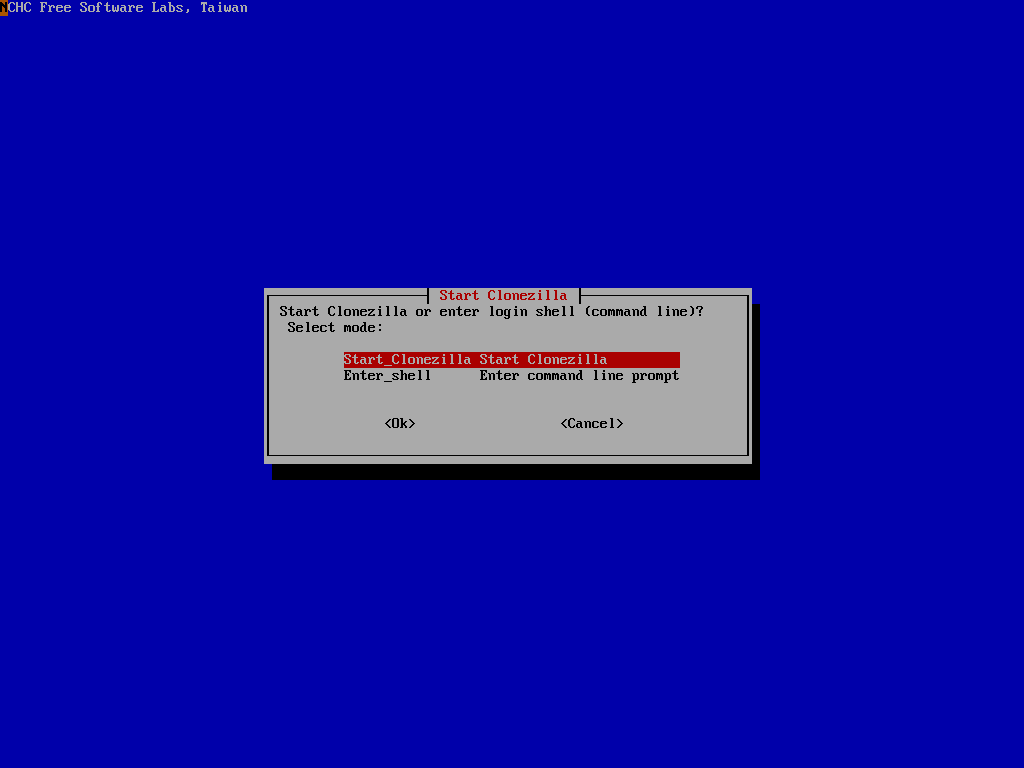 NCHC Free Software Labs, Taiwan
Start Clonezilla
Start Clonezilla or enter login shell (command line)?
Select mode:
Start_Clonezilla Start Clonezilla
Enter_shell Enter command line prompt
<Ok> <Cancel>